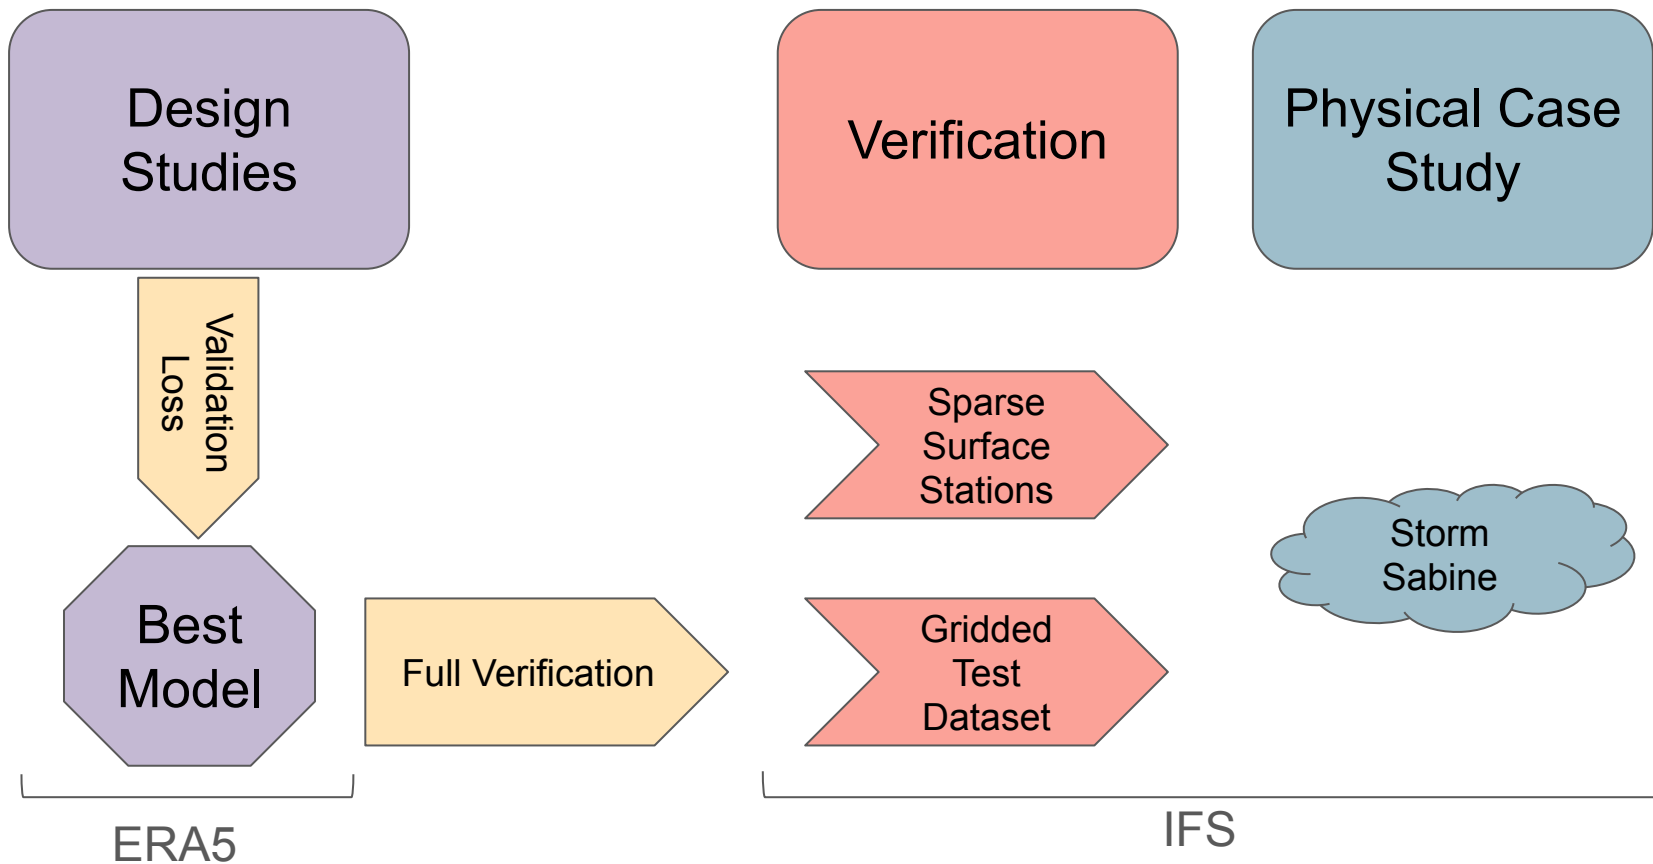 Design
Studies
Verification
Physical Case
Study
Validation
Loss
Sparse
Surface
Stations
Storm
Sabine
Best
Model
Full Verification
Gridded
Test
Dataset
ERA5
IFS